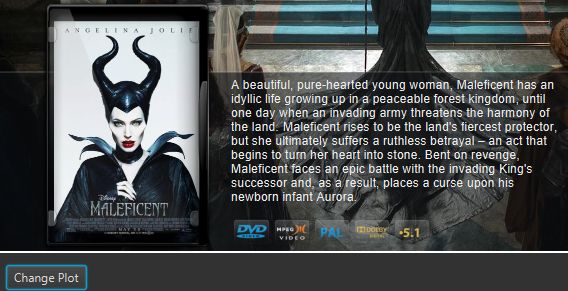 ANGELINA JOLIE
A beautiful, pure-hearted young woman, Maleficent has an
idyllic life growing up in a peaceable forest kingdom, until
one day when an invading army threatens the harmony of
the land. Maleficent rises to be the land's fiercest protector,
but she ultimately suffers a ruthless betrayal – an act that
begins to turn her heart into stone. Bent on revenge,
Maleficent faces an epic battle with the invading King's
successor and, as a result, places a curse upon his
newborn infant Aurora.
Disney
MALEFICENT
DVD VIDEO MPEG VIDEO PAL DOLBY DIGITAL 5.1
Change Plot